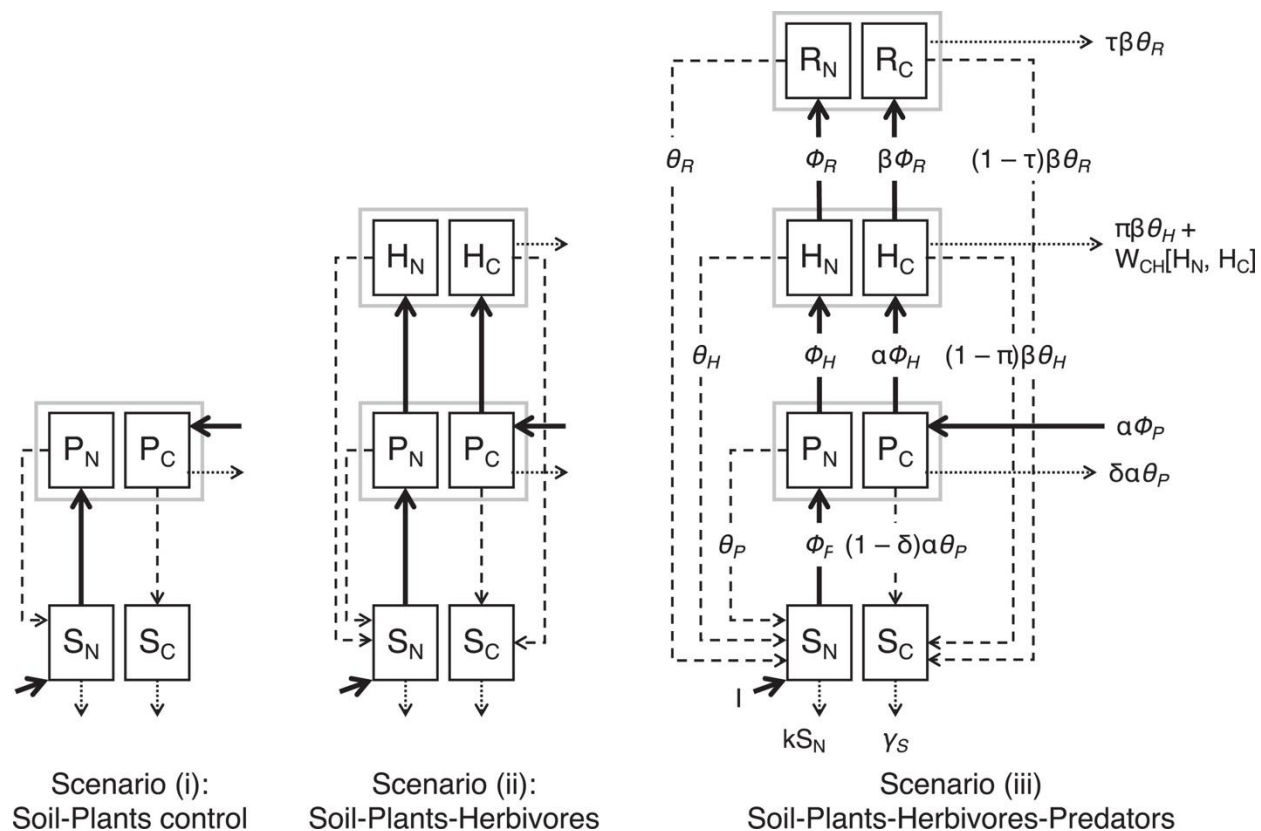 R_N R_C
τβθ_R
θ_R ϕ_R βϕ_R (1 – τ)βθ_R
H_N H_C
πβθ_H +
W_CH[H_N, H_C]
θ_H ϕ_H αϕ_H (1 – π)βθ_H
P_N P_C
αϕ_P
δαθ_P
θ_P ϕ_P (1 – δ)αθ_P
S_N S_C
I
kS_N γ_S
H_N H_C
P_N P_C
S_N S_C
P_N P_C
S_N S_C
Scenario (i):
Soil-Plants control
Scenario (ii):
Soil-Plants-Herbivores
Scenario (iii)
Soil-Plants-Herbivores-Predators